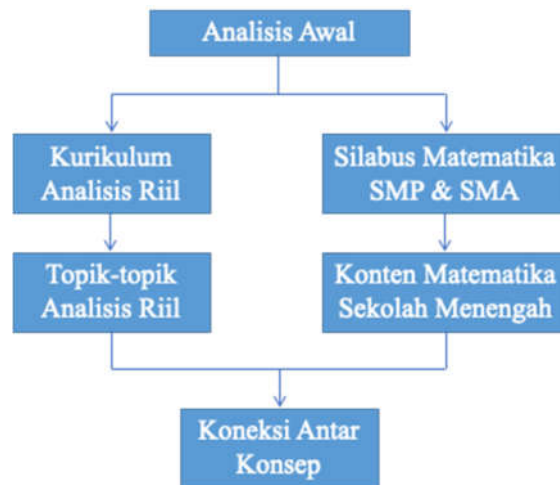 Analisis Awal
Kurikulum
Analisis Riil
Silabus Matematika
SMP & SMA
Topik-topik
Analisis Riil
Konten Matematika
Sekolah Menengah
Koneksi Antar
Konsep